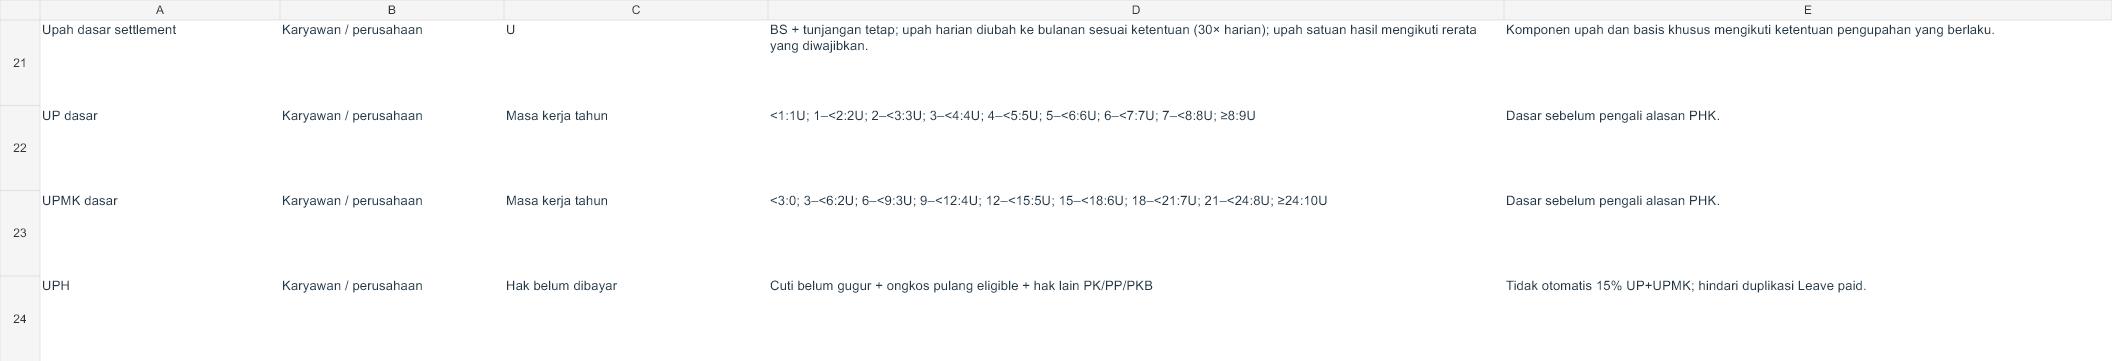 A B C D E
21 Upah dasar settlement Karyawan / perusahaan U BS + tunjangan tetap; upah harian diubah ke bulanan sesuai ketentuan (30× harian); upah satuan hasil mengikuti rerata Komponen upah dan basis khusus mengikuti ketentuan pengupahan yang berlaku.
yang diwajibkan.
22 UP dasar Karyawan / perusahaan Masa kerja tahun <1:1U; 1–<2:2U; 2–<3:3U; 3–<4:4U; 4–<5:5U; 5–<6:6U; 6–<7:7U; 7–<8:8U; ≥8:9U Dasar sebelum pengali alasan PHK.
23 UPMK dasar Karyawan / perusahaan Masa kerja tahun <3:0; 3–<6:2U; 6–<9:3U; 9–<12:4U; 12–<15:5U; 15–<18:6U; 18–<21:7U; 21–<24:8U; ≥24:10U Dasar sebelum pengali alasan PHK.
24 UPH Karyawan / perusahaan Hak belum dibayar Cuti belum gugur + ongkos pulang eligible + hak lain PK/PP/PKB Tidak otomatis 15% UP+UPMK; hindari duplikasi Leave paid.